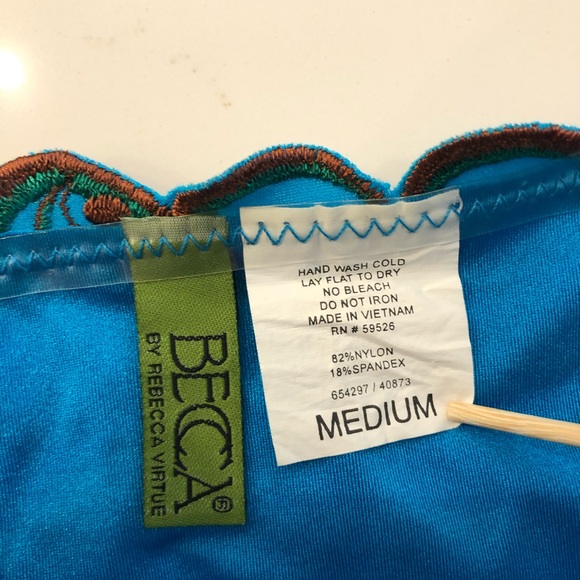 BECCA®
BY REBECCA VIRTUE
HAND WASH COLD
LAY FLAT TO DRY
NO BLEACH
DO NOT IRON
MADE IN VIETNAM
RN # 59526
82%NYLON
18%SPANDEX
654297 / 40873
MEDIUM